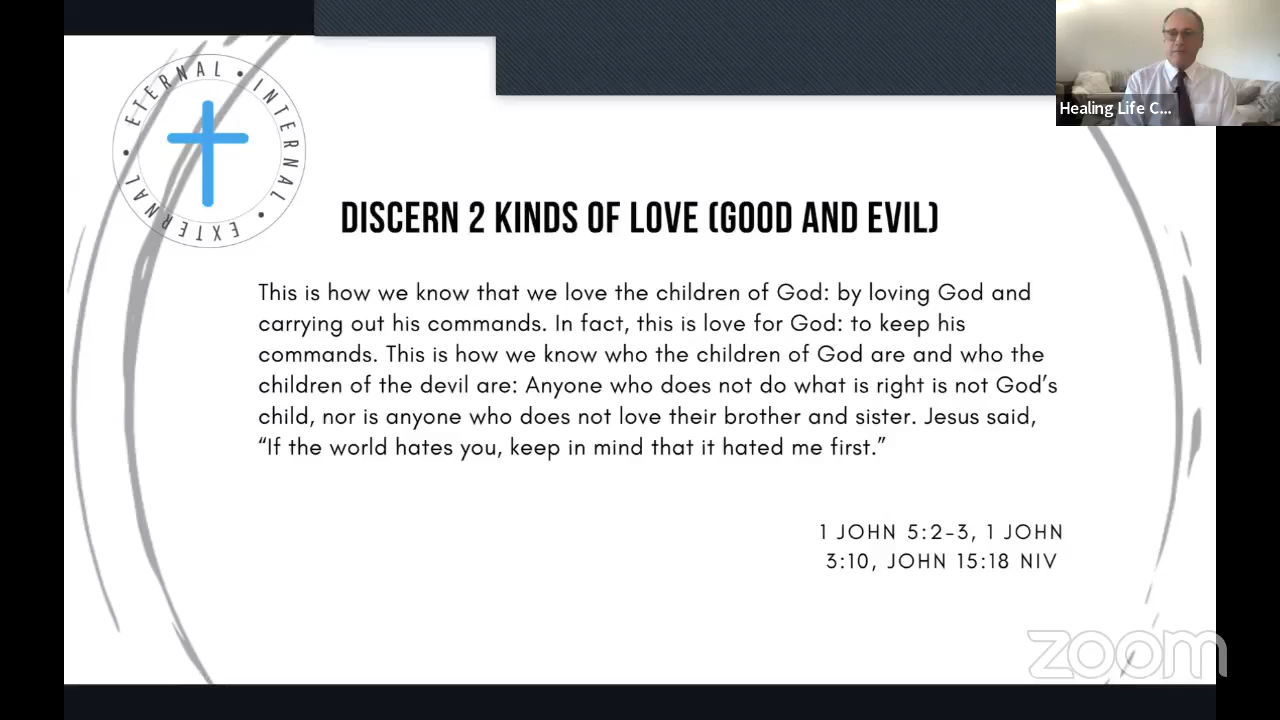 ETERNAL • INTERNAL • EXTERNAL •
Healing Life C...
DISCERN 2 KINDS OF LOVE (GOOD AND EVIL)
This is how we know that we love the children of God: by loving God and
carrying out his commands. In fact, this is love for God: to keep his
commands. This is how we know who the children of God are and who the
children of the devil are: Anyone who does not do what is right is not God’s
child, nor is anyone who does not love their brother and sister. Jesus said,
“If the world hates you, keep in mind that it hated me first.”
1 JOHN 5:2-3, 1 JOHN
3:10, JOHN 15:18 NIV
zoom